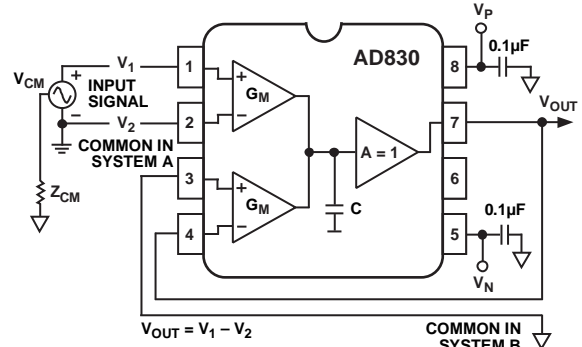 V_P
AD830
0.1µF
V_1
V_CM
+
INPUT
SIGNAL
–
V_2
COMMON IN
SYSTEM A
Z_CM
1
2
3
4
+
G_M
–
+
G_M
–
A = 1
C
8
7
6
5
V_OUT
0.1µF
V_N
V_OUT = V_1 – V_2
COMMON IN
SYSTEM B